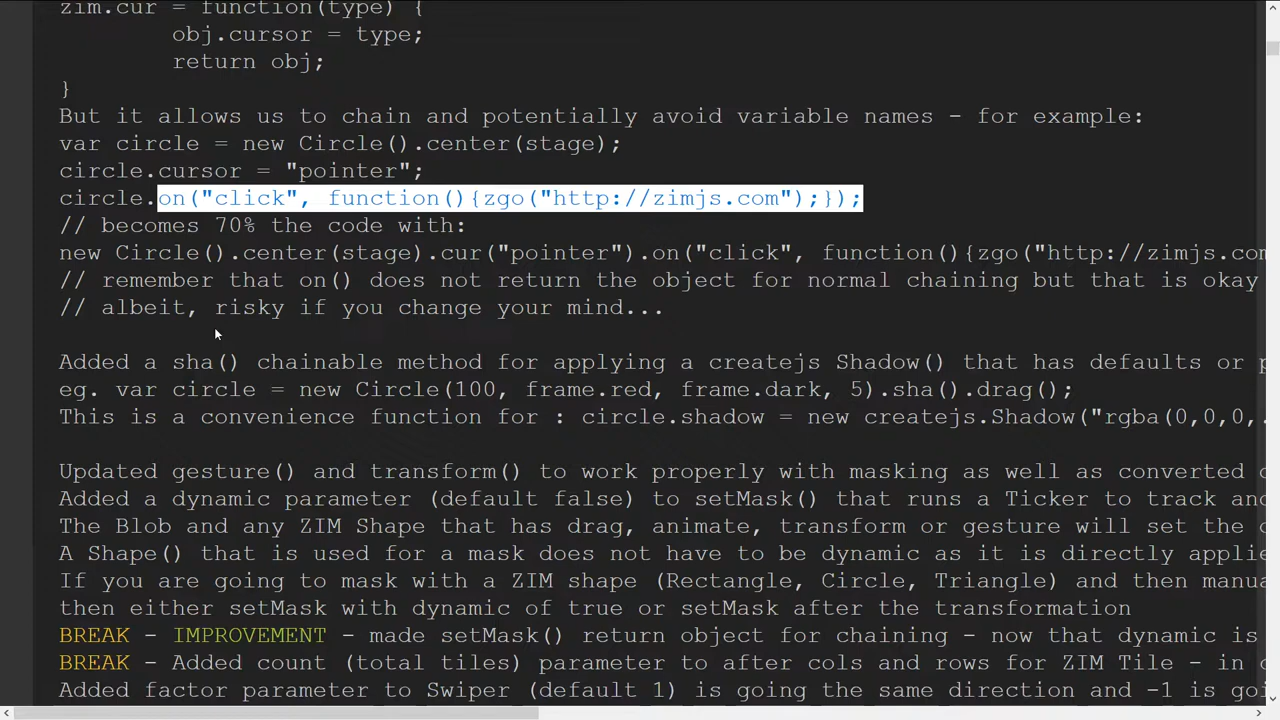 zim.cur = function(type) {
obj.cursor = type;
return obj;
}
But it allows us to chain and potentially avoid variable names - for example:
var circle = new Circle().center(stage);
circle.cursor = "pointer";
circle.on("click", function(){zgo("http://zimjs.com");});
// becomes 70% the code with:
new Circle().center(stage).cur("pointer").on("click", function(){zgo("http://zimjs.com
// remember that on() does not return the object for normal chaining but that is okay
// albeit, risky if you change your mind...
Added a sha() chainable method for applying a createjs Shadow() that has defaults or p
eg. var circle = new Circle(100, frame.red, frame.dark, 5).sha().drag();
This is a convenience function for : circle.shadow = new createjs.Shadow("rgba(0,0,0,.
Updated gesture() and transform() to work properly with masking as well as converted
Added a dynamic parameter (default false) to setMask() that runs a Ticker to track and
The Blob and any ZIM Shape that has drag, animate, transform or gesture will set the
A Shape() that is used for a mask does not have to be dynamic as it is directly applie
If you are going to mask with a ZIM shape (Rectangle, Circle, Triangle) and then manua
then either setMask with dynamic of true or setMask after the transformation
BREAK - IMPROVEMENT - made setMask() return object for chaining - now that dynamic is
BREAK - Added count (total tiles) parameter to after cols and rows for ZIM Tile - in
Added factor parameter to Swiper (default 1) is going the same direction and -1 is goi